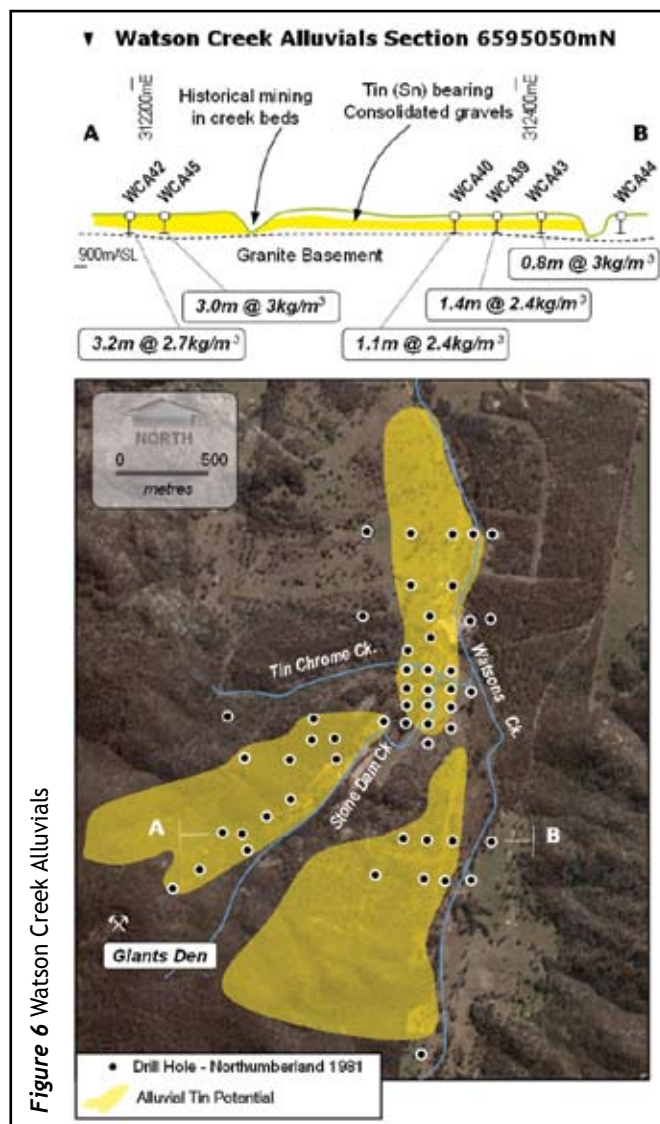 ▼ Watson Creek Alluvials Section 6595050mN
312200mE
312400mE
Historical mining
in creek beds
Tin (Sn) bearing
Consolidated gravels
A
B
WCA42
WCA45
WCA40
WCA39
WCA43
WCA44
900mASL
Granite Basement
0.8m @ 3kg/m³
3.0m @ 3kg/m³
1.4m @ 2.4kg/m³
3.2m @ 2.7kg/m³
1.1m @ 2.4kg/m³
NORTH
0 500
metres
Tin Chrome Ck.
Watsons Ck.
Stone Dam Ck.
A
B
Giants Den
Drill Hole - Northumberland 1981
Alluvial Tin Potential
Figure 6 Watson Creek Alluvials